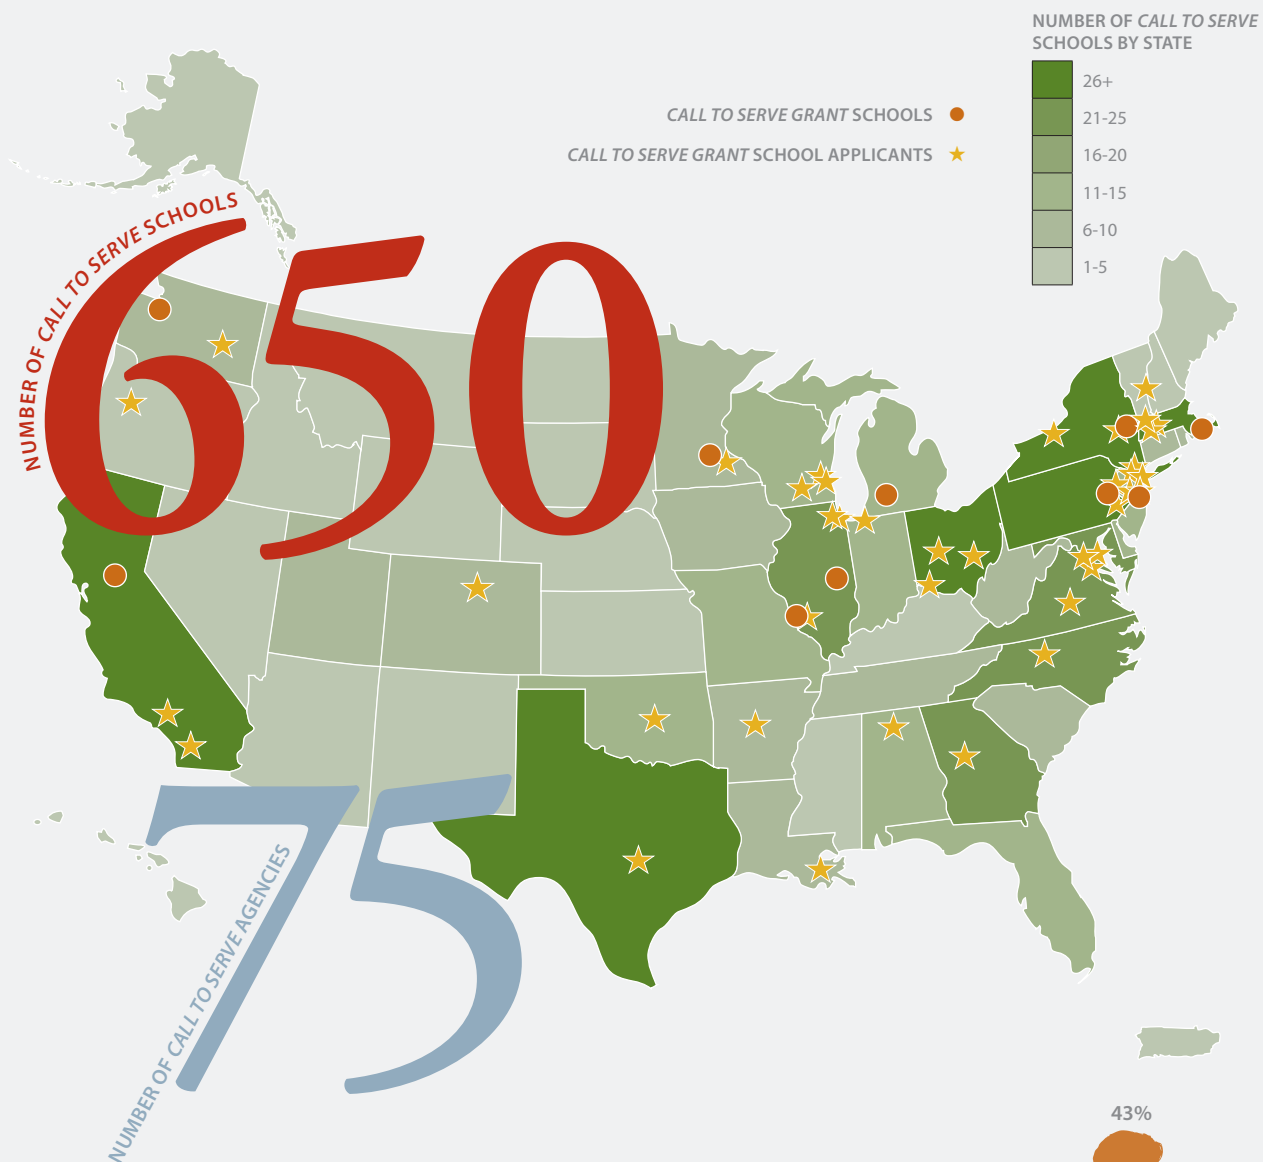 NUMBER OF CALL TO SERVE
SCHOOLS BY STATE
26+
21-25
16-20
11-15
6-10
1-5
CALL TO SERVE GRANT SCHOOLS
CALL TO SERVE GRANT SCHOOL APPLICANTS
NUMBER OF CALL TO SERVE SCHOOLS
650
75
NUMBER OF CALL TO SERVE AGENCIES
43%